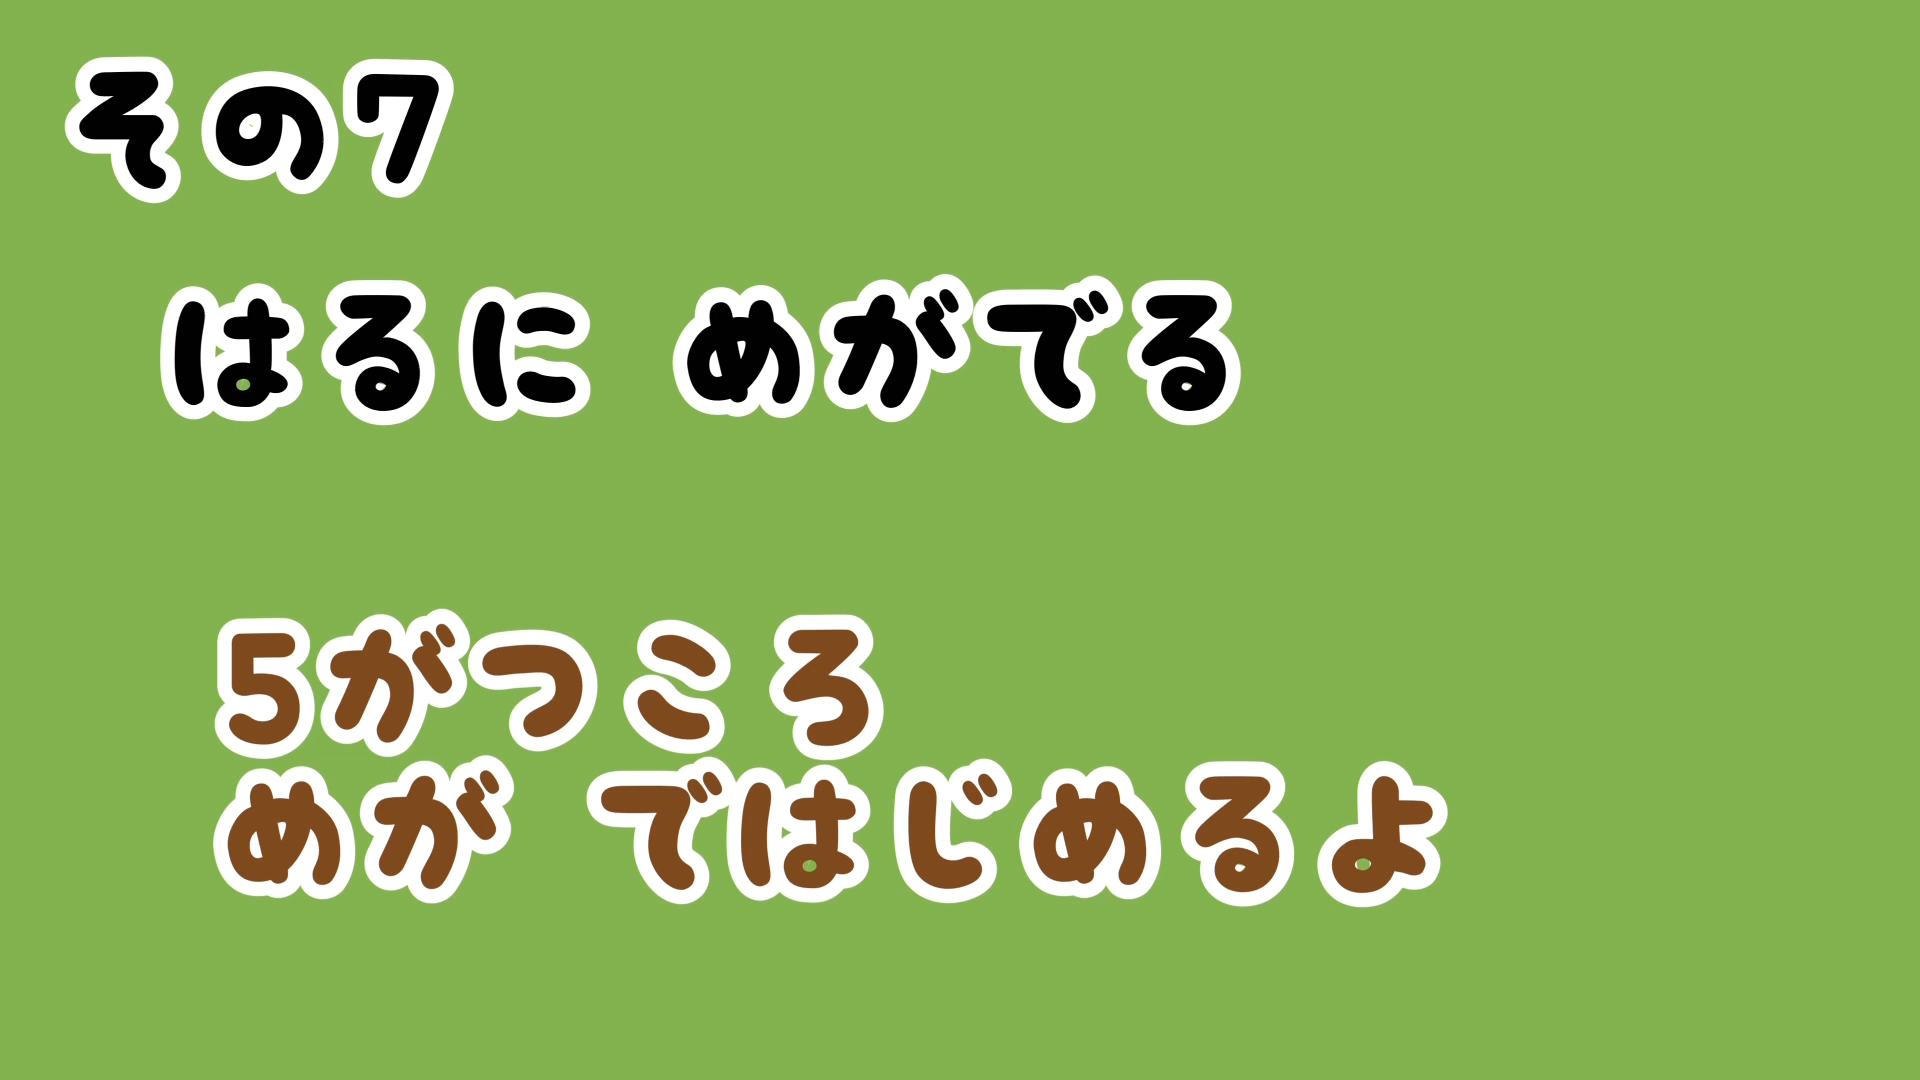 その7
はるに めがでる
5がつころ
めが ではじめるよ